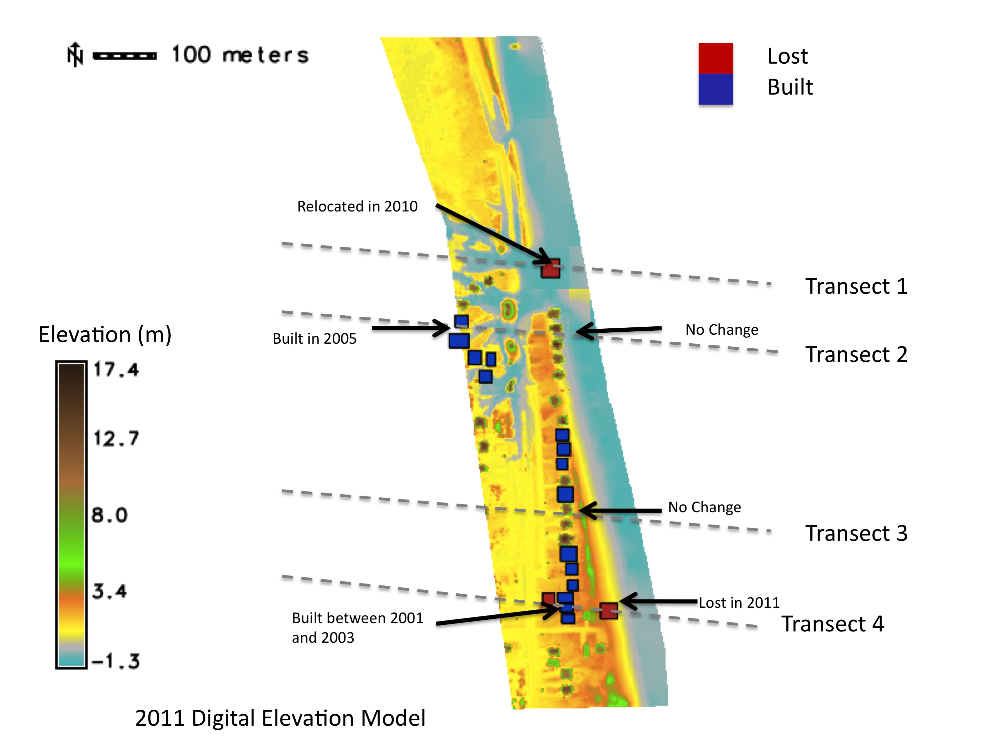 N
100 meters
Lost
Built
Relocated in 2010
Transect 1
Built in 2005
No Change
Transect 2
Elevation (m)
17.4
12.7
8.0
3.4
-1.3
No Change
Transect 3
Lost in 2011
Built between 2001
and 2003
Transect 4
2011 Digital Elevation Model